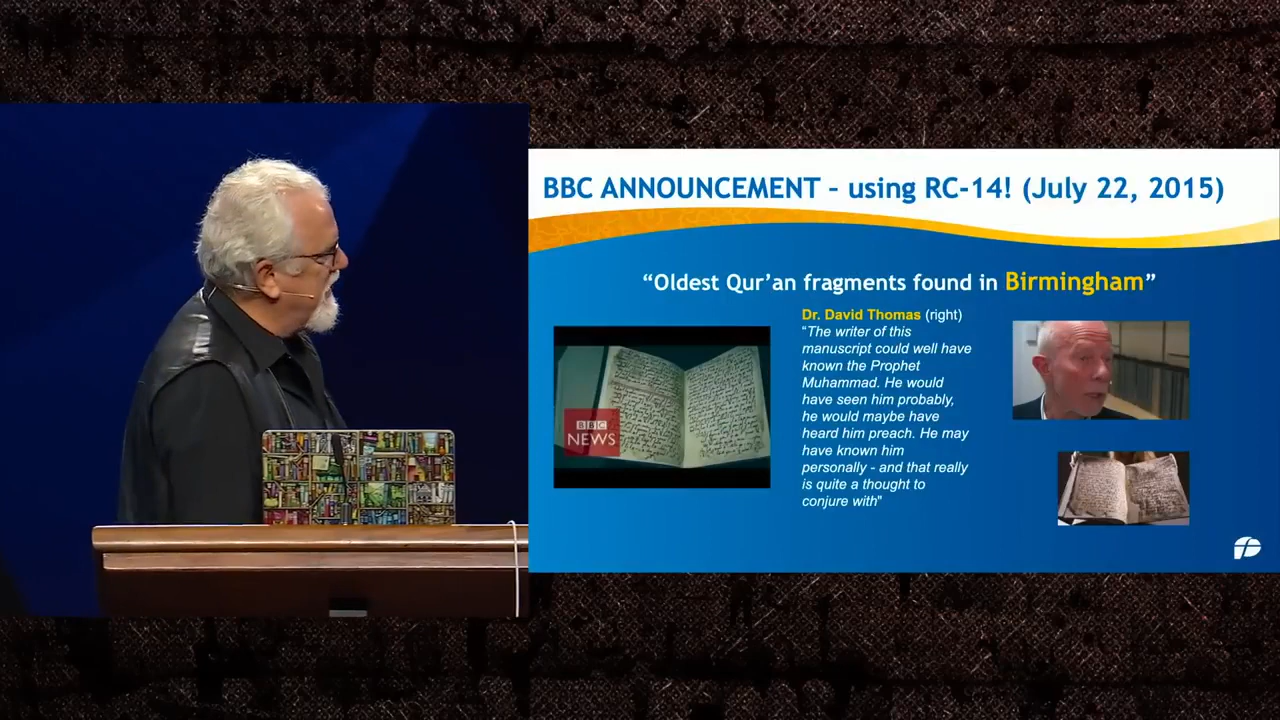 BBC ANNOUNCEMENT – using RC-14! (July 22, 2015)
“Oldest Qur’an fragments found in Birmingham”
Dr. David Thomas (right)
“The writer of this
manuscript could well have
known the Prophet
Muhammad. He would
have seen him probably,
he would maybe have
heard him preach. He may
have known him
personally - and that really
is quite a thought to
conjure with"
BBC
NEWS